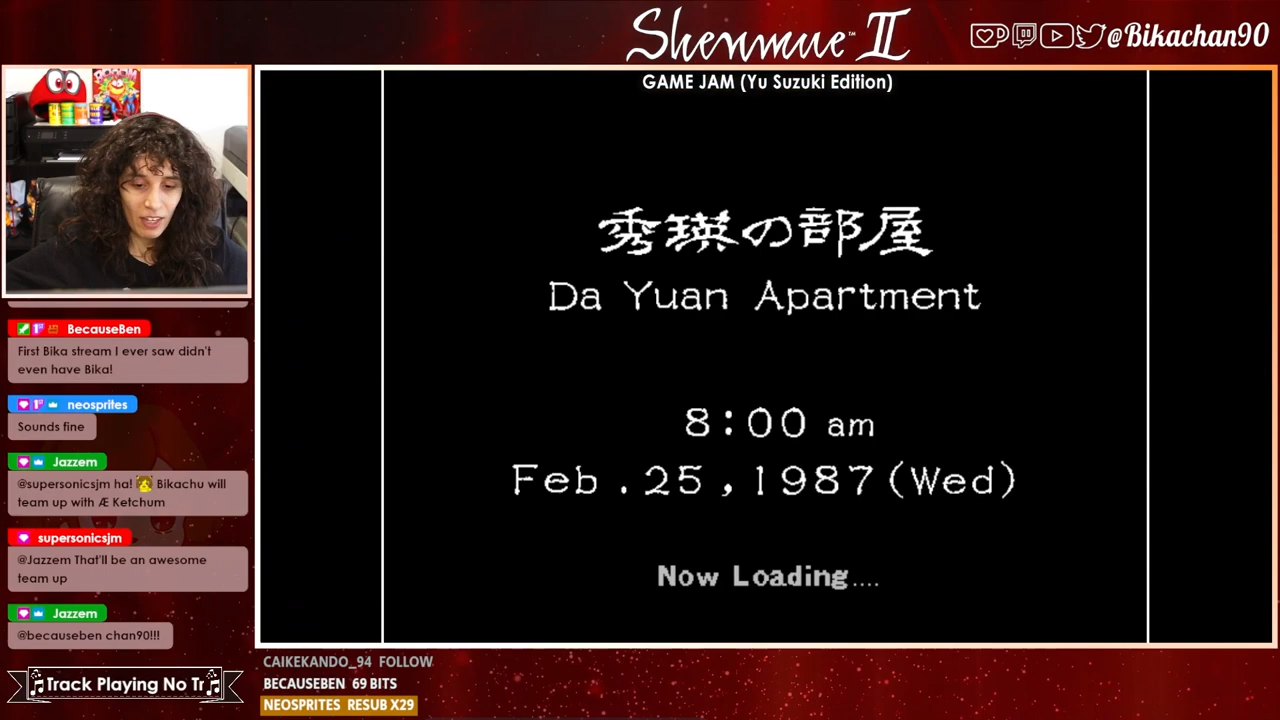 Shenmue™ II
@Bikachan90
GAME JAM (Yu Suzuki Edition)
秀瑛の部屋
Da Yuan Apartment
8:00 am
Feb.25,1987(Wed)
Now Loading....
BecauseBen
First Bika stream I ever saw didn't
even have Bika!
neosprites
Sounds fine
Jazzem
@supersonicsjm ha! Bikachu will
team up with Æ Ketchum
supersonicsjm
@Jazzem That'll be an awesome
team up
Jazzem
@becauseben chan90!!!
Track Playing No Tr
CAIKEKANDO_94 FOLLOW
BECAUSEBEN 69 BITS
NEOSPRITES RESUB X29